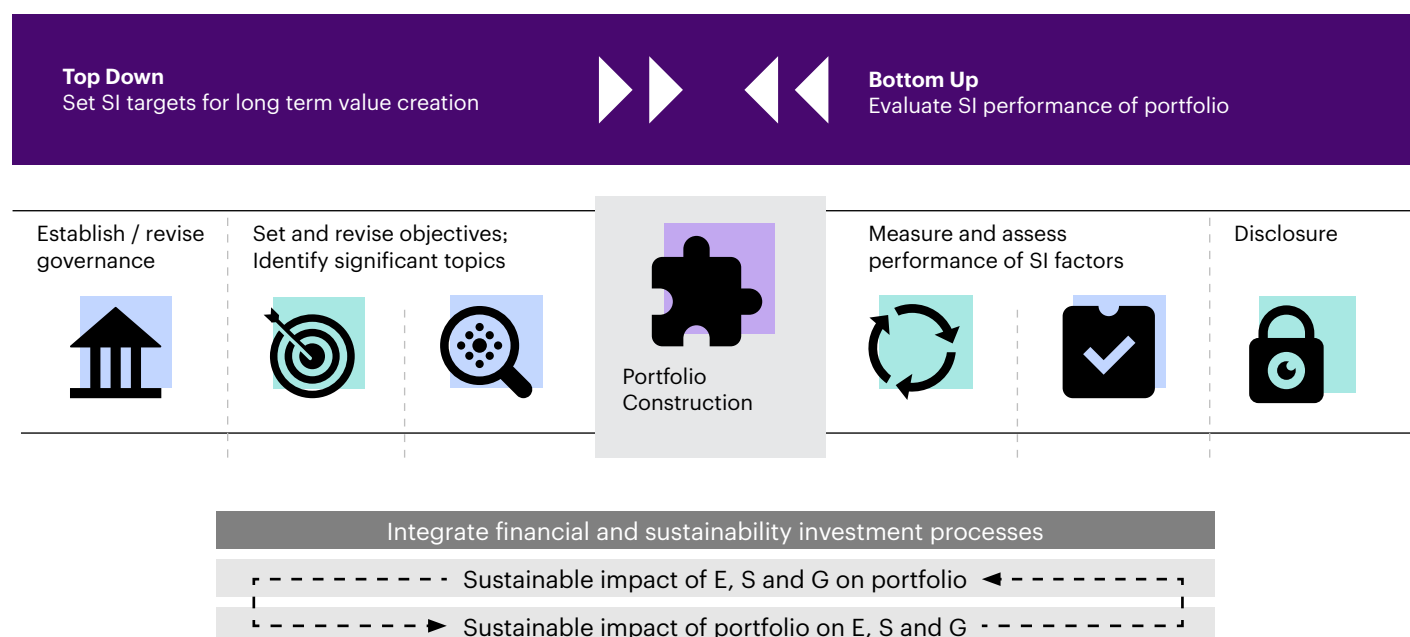 Top Down
Set SI targets for long term value creation
Bottom Up
Evaluate SI performance of portfolio
Establish / revise
governance
Set and revise objectives;
Identify significant topics
Portfolio
Construction
Measure and assess
performance of SI factors
Disclosure
Integrate financial and sustainability investment processes
Sustainable impact of E, S and G on portfolio
Sustainable impact of portfolio on E, S and G